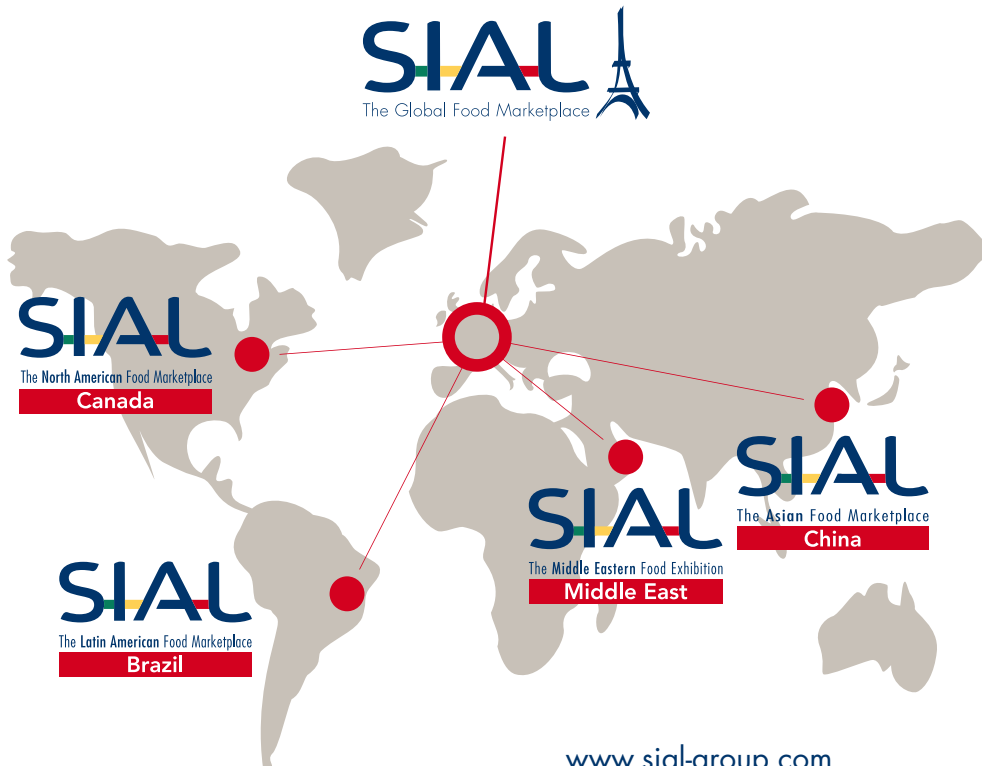 SIAL
The Global Food Marketplace
SIAL
The North American Food Marketplace
Canada
SIAL
The Asian Food Marketplace
China
SIAL
The Middle Eastern Food Exhibition
Middle East
SIAL
The Latin American Food Marketplace
Brazil
www.sial-group.com